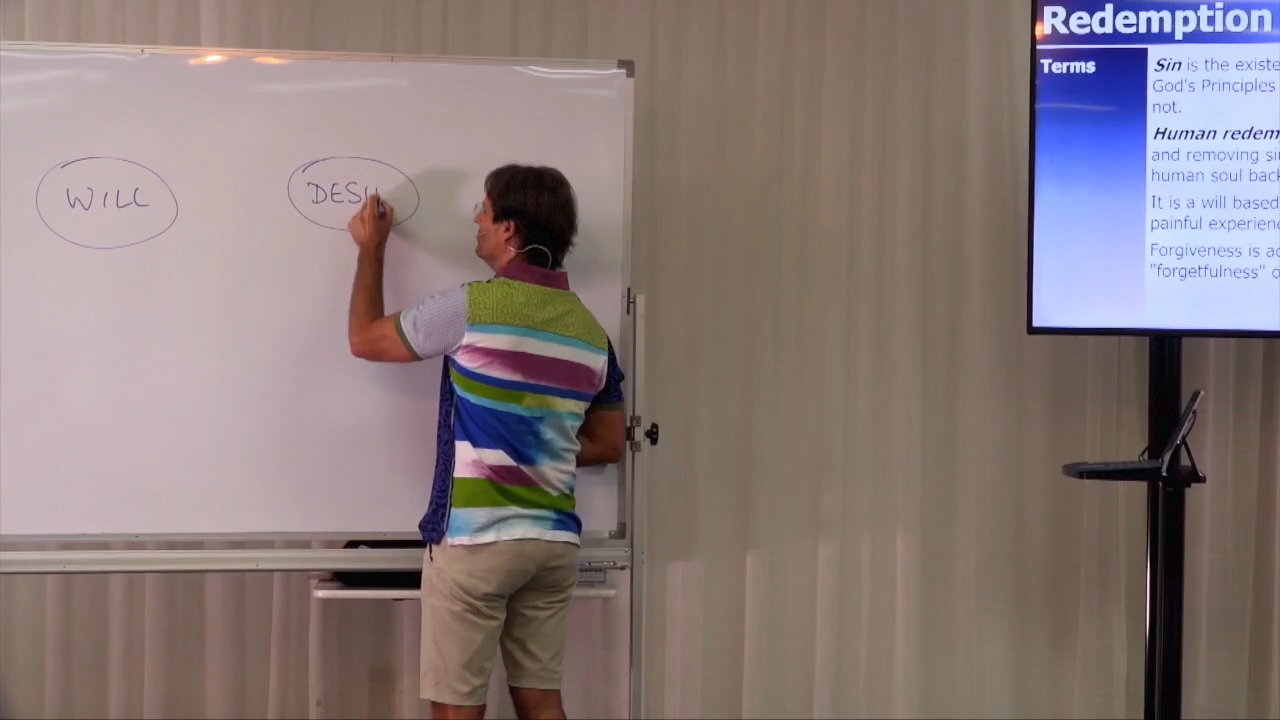 WILL
DESI
Redemption
Terms
Sin is the existe
God's Principles
not.
Human redem
and removing si
human soul back
It is a will based
painful experienc
Forgiveness is ac
"forgetfulness" o